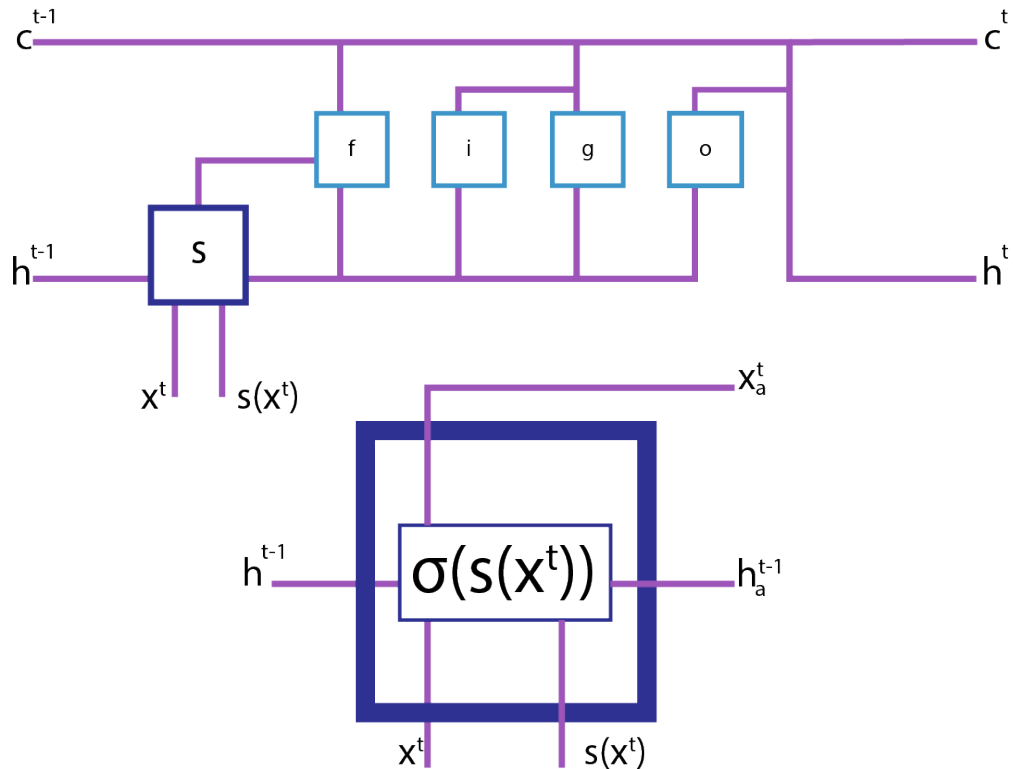 c^t-1 c^t
f i g o
s
h^t-1 h^t
x^t s(x^t)
x_a^t
σ(s(x^t))
h^t-1 h_a^t-1
x^t s(x^t)